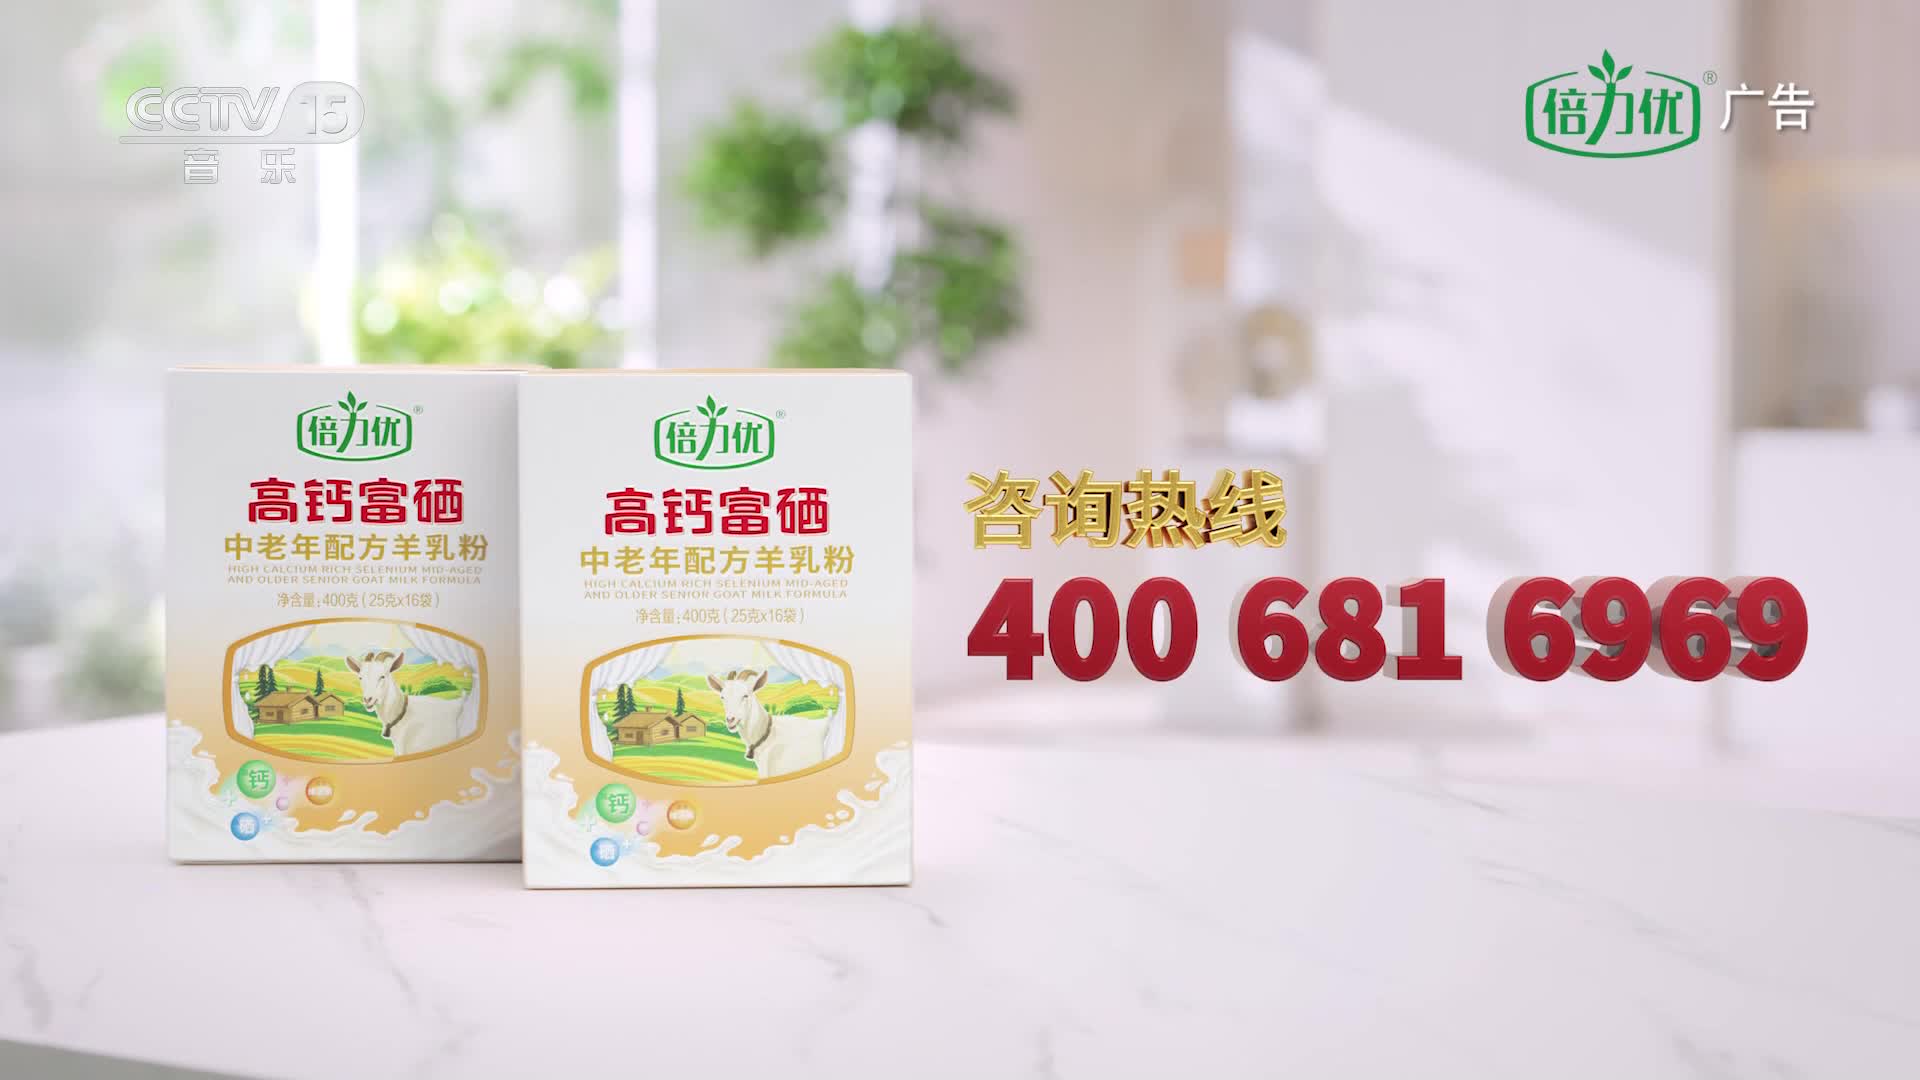 CCTV 15
音乐
倍力优®
广告
倍力优®
高钙富硒
中老年配方羊乳粉
HIGH CALCIUM RICH SELENIUM MID-AGED
AND OLDER SENIOR GOAT MILK FORMULA
净含量:400克(25克x16袋)
钙
硒
倍力优®
高钙富硒
中老年配方羊乳粉
HIGH CALCIUM RICH SELENIUM MID-AGED
AND OLDER SENIOR GOAT MILK FORMULA
净含量:400克(25克x16袋)
钙
硒
咨询热线
400 681 6969